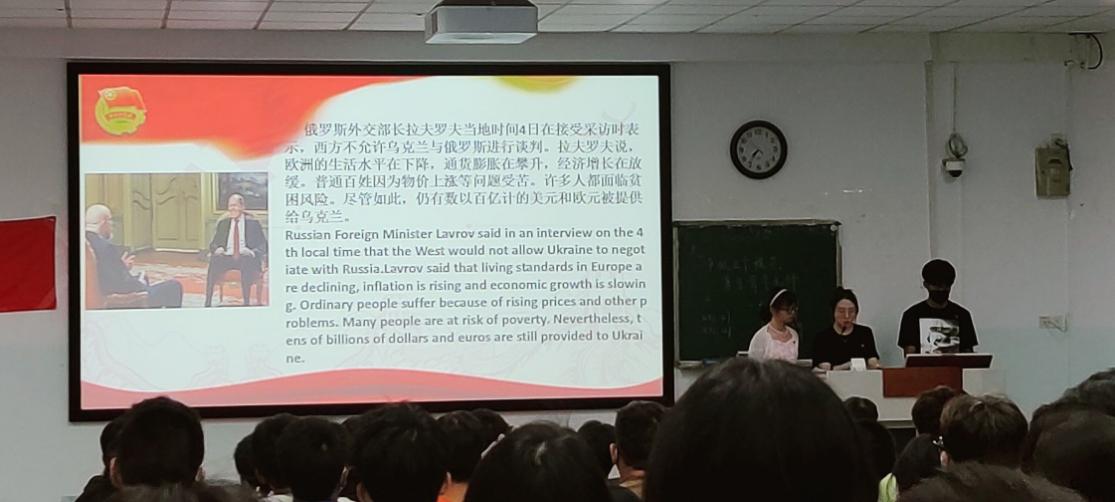 俄罗斯外交部长拉夫罗夫当地时间4日在接受采访时表
示，西方不允许乌克兰与俄罗斯进行谈判。拉夫罗夫说，
欧洲的生活水平在下降，通货膨胀在攀升，经济增长在放
缓。普通百姓因为物价上涨等问题受苦。许多人都面临贫
困风险。尽管如此，仍有数以百亿计的美元和欧元被提供
给乌克兰。
Russian Foreign Minister Lavrov said in an interview on the 4
th local time that the West would not allow Ukraine to negot
iate with Russia.Lavrov said that living standards in Europe a
re declining, inflation is rising and economic growth is slowin
g. Ordinary people suffer because of rising prices and other p
roblems. Many people are at risk of poverty. Nevertheless, t
ens of billions of dollars and euros are still provided to Ukrai
ne.